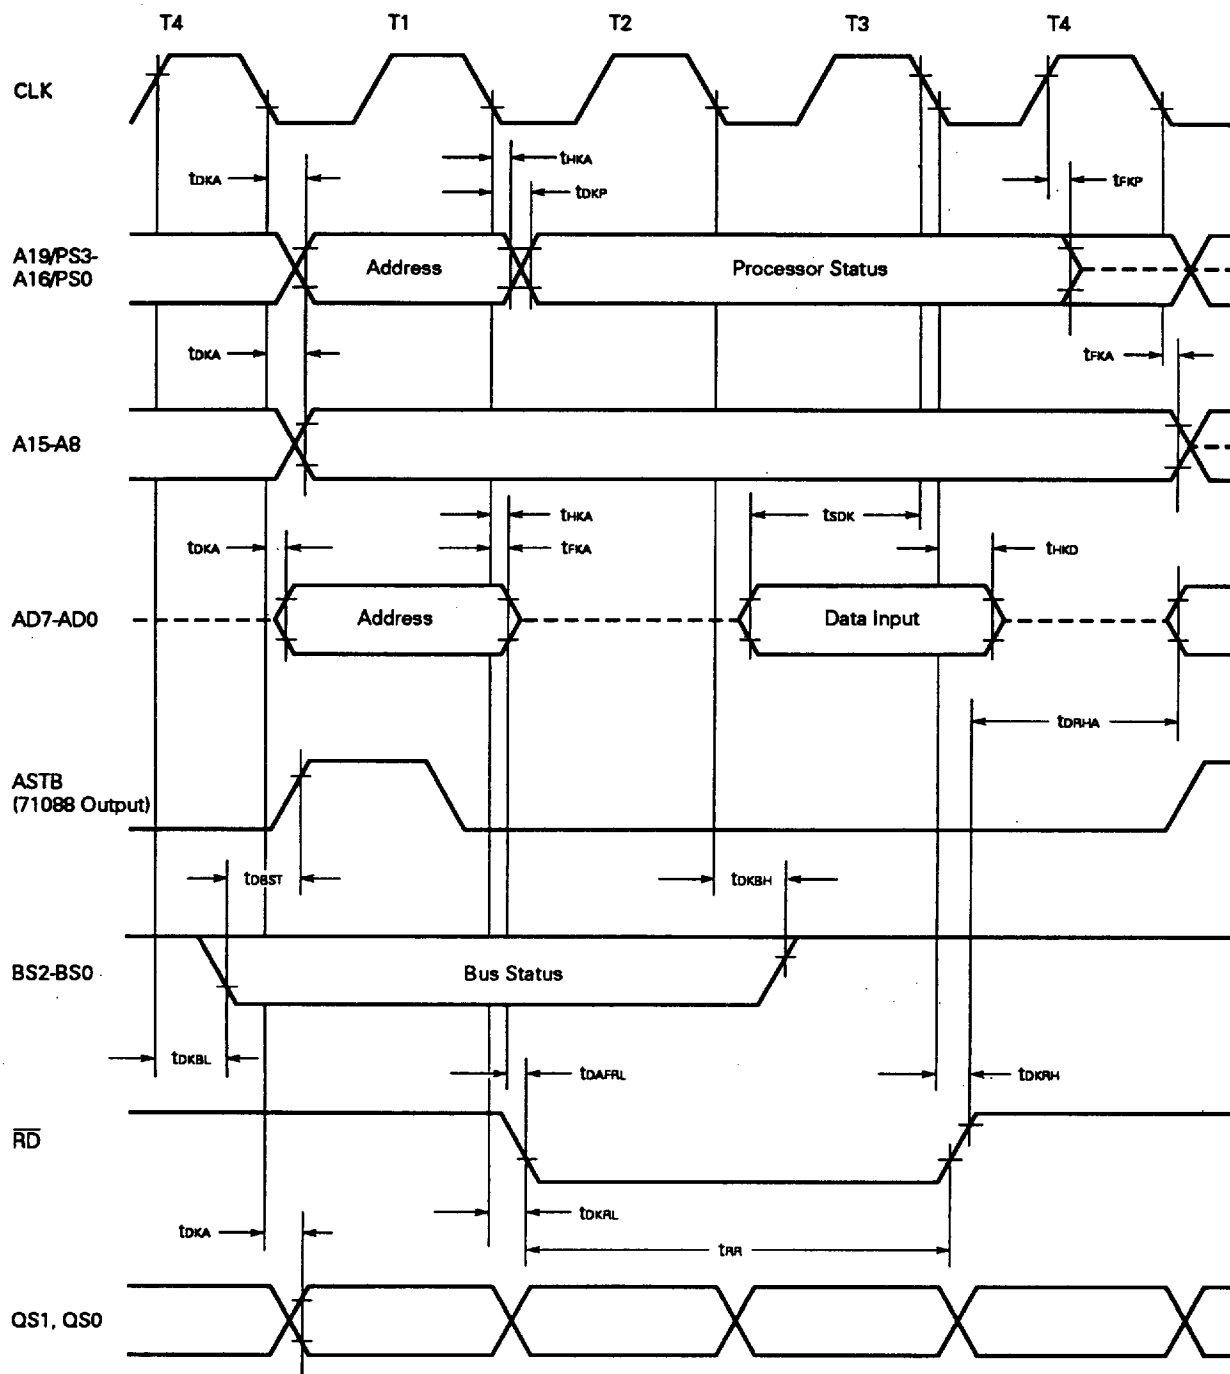 T4 T1 T2 T3 T4
CLK
tHKA
tDKA tDKP tFKP
A19/PS3-
A16/PS0
Address Processor Status
tDKA tFKA
A15-A8
tHKA tSDK
tDKA tFKA tHKD
AD7-AD0 Address Data Input
tDRHA
ASTB
(71088 Output)
tDBST tDKBH
BS2-BS0 Bus Status
tDKBL tDAFRL tDKRH
RD
tDKRL
tDKA tRR
QS1, QS0